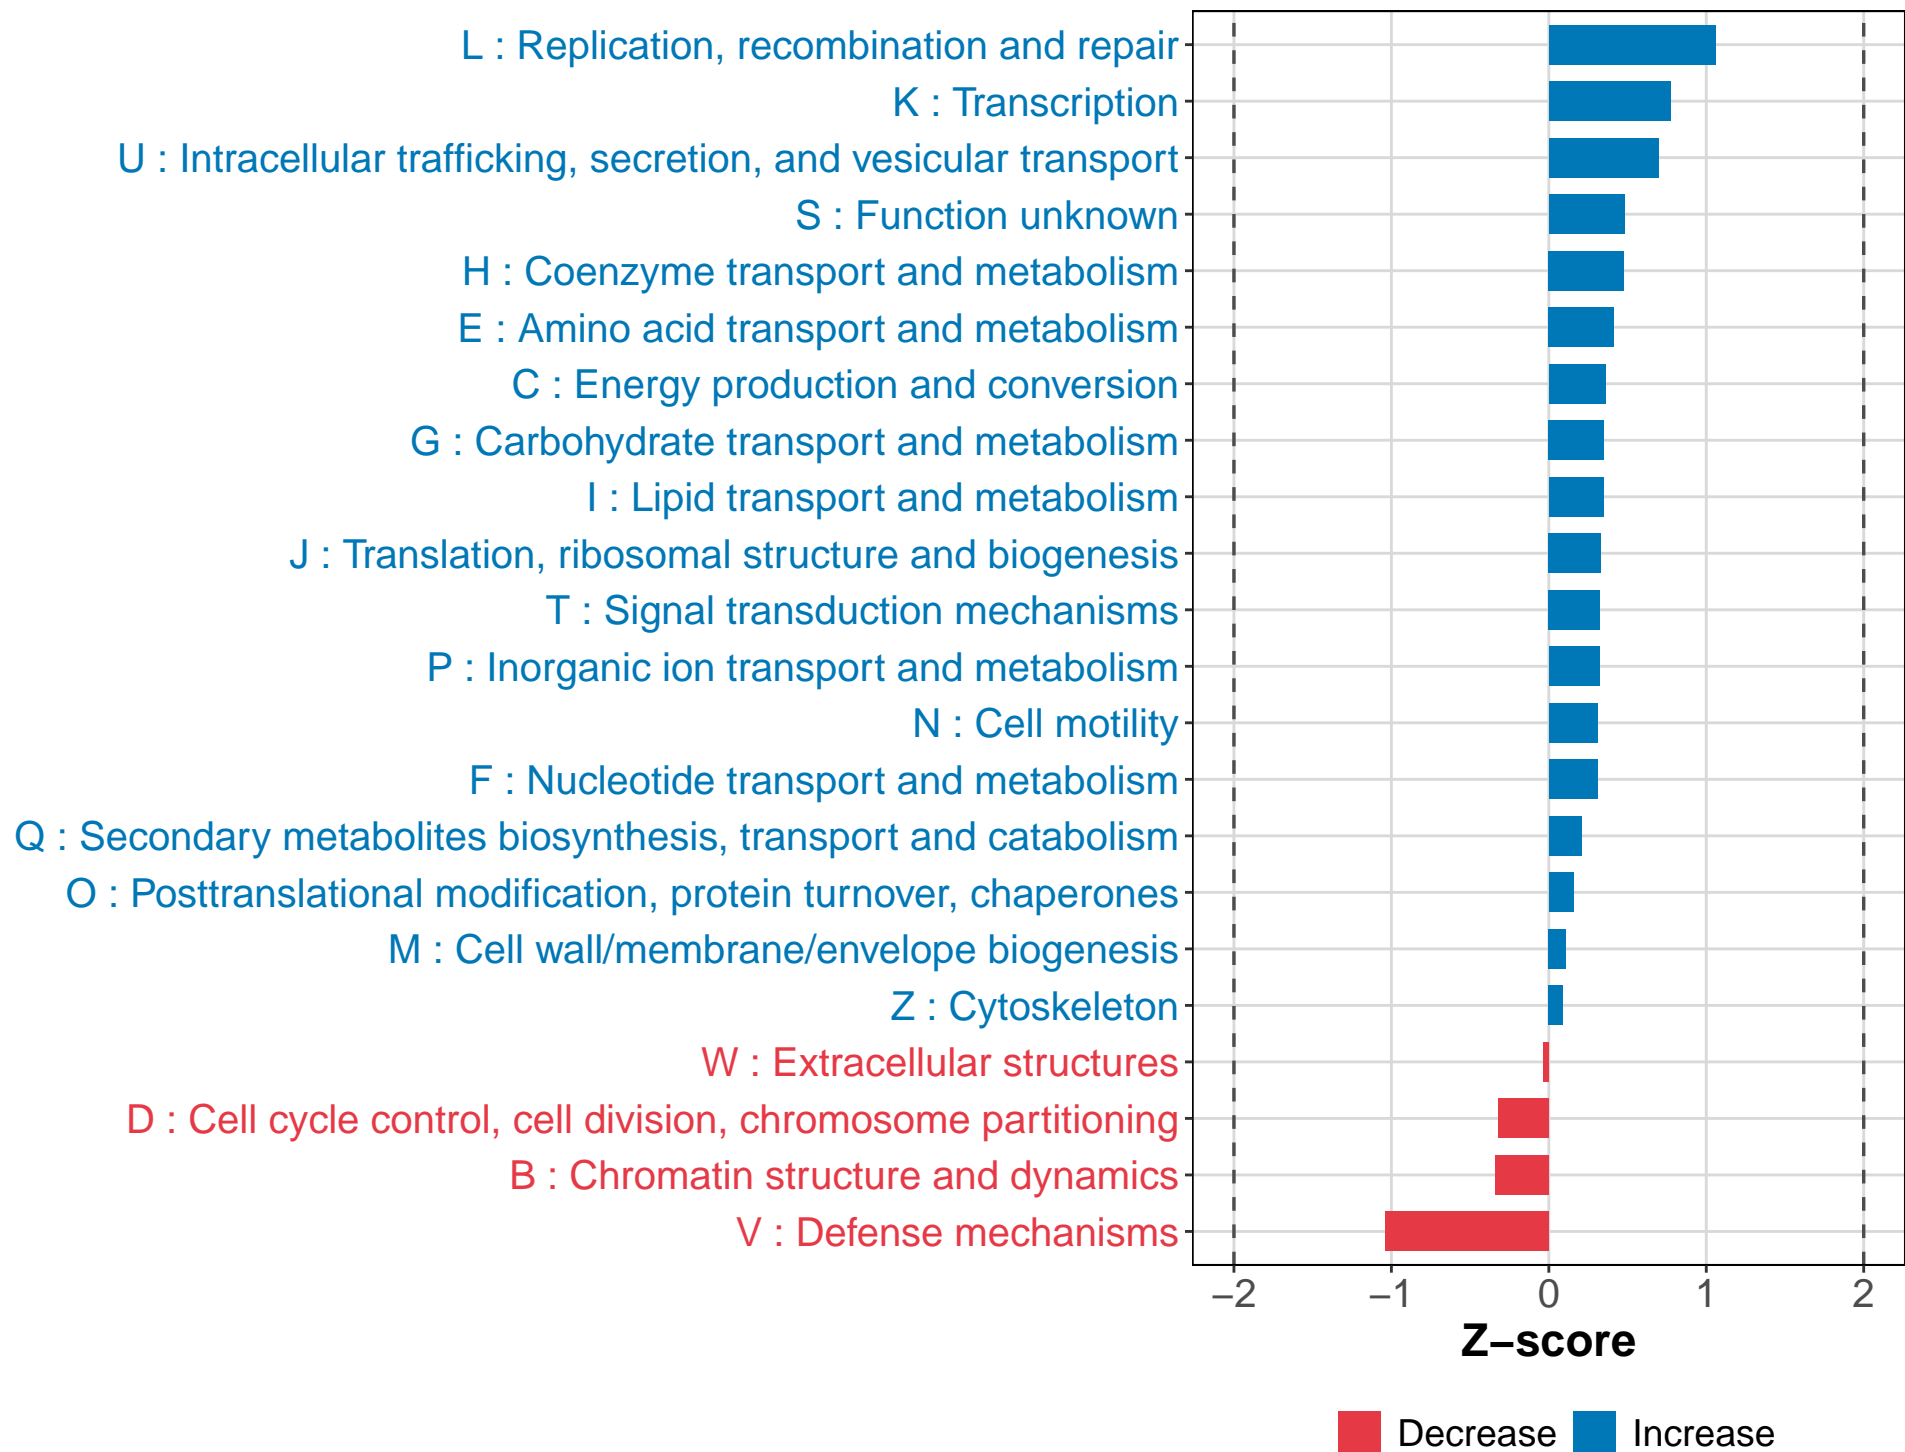 L : Replication, recombination and repair
K : Transcription
U : Intracellular trafficking, secretion, and vesicular transport
S : Function unknown
H : Coenzyme transport and metabolism
E : Amino acid transport and metabolism
C : Energy production and conversion
G : Carbohydrate transport and metabolism
I : Lipid transport and metabolism
J : Translation, ribosomal structure and biogenesis
T : Signal transduction mechanisms
P : Inorganic ion transport and metabolism
N : Cell motility
F : Nucleotide transport and metabolism
Q : Secondary metabolites biosynthesis, transport and catabolism
O : Posttranslational modification, protein turnover, chaperones
M : Cell wall/membrane/envelope biogenesis
Z : Cytoskeleton
W : Extracellular structures
D : Cell cycle control, cell division, chromosome partitioning
B : Chromatin structure and dynamics
V : Defense mechanisms
−2 −1 0 1 2
Z−score
Decrease Increase